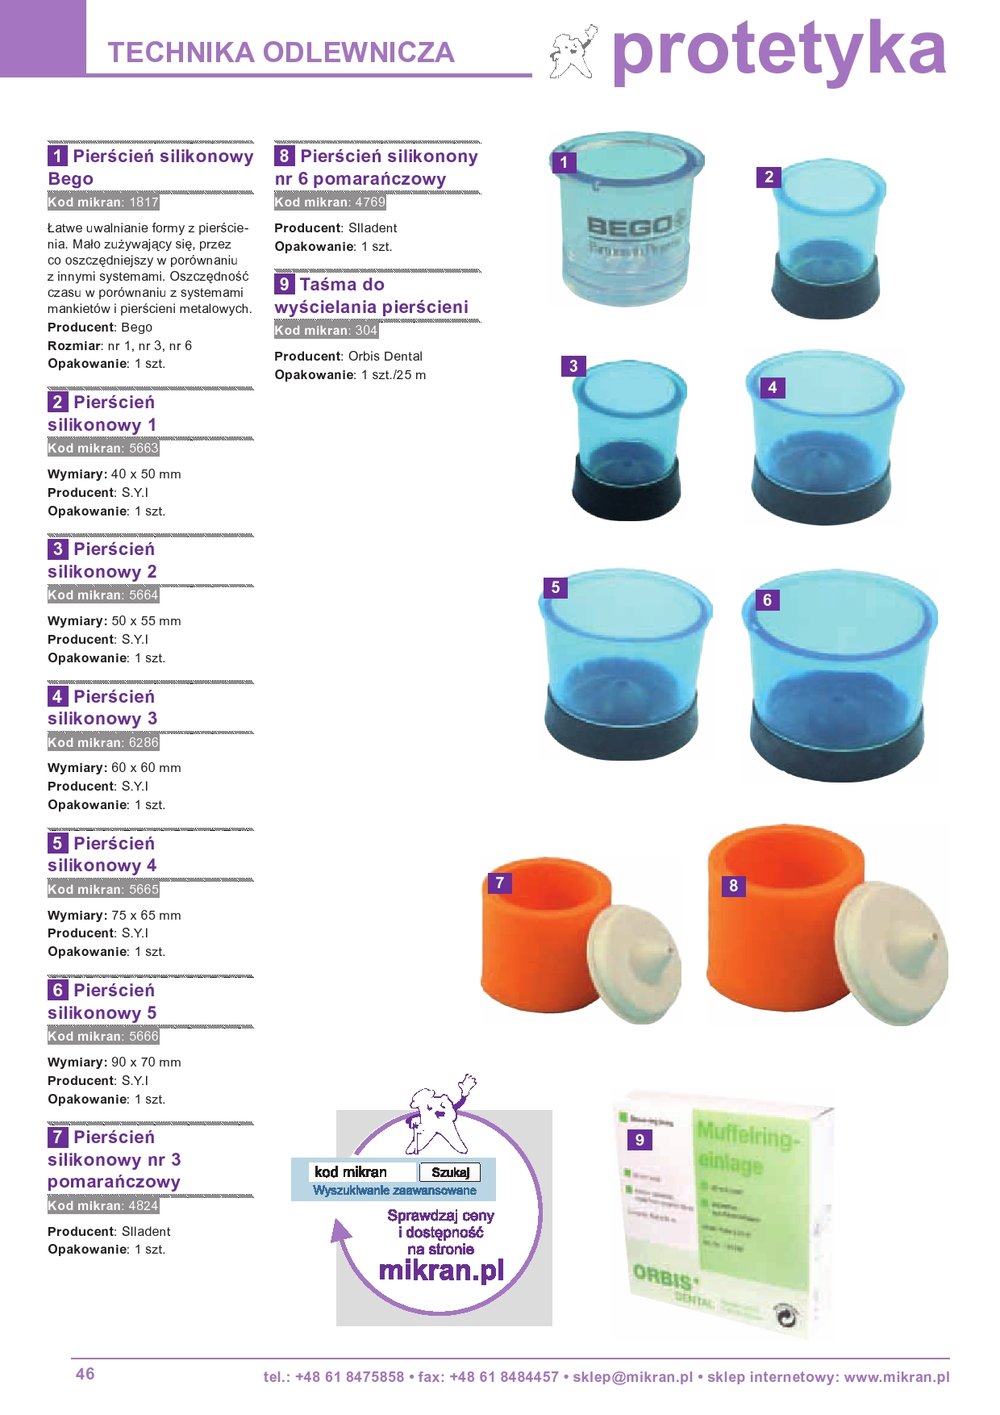 TECHNIKA ODLEWNICZA
protetyka
1 Pierścień silikonowy
Bego
Kod mikran: 1817
Łatwe uwalnianie formy z pierście-
nia. Mało zużywający się, przez
co oszczędniejszy w porównaniu
z innymi systemami. Oszczędność
czasu w porównaniu z systemami
mankietów i pierścieni metalowych.
Producent: Bego
Rozmiar: nr 1, nr 3, nr 6
Opakowanie: 1 szt.
2 Pierścień
silikonowy 1
Kod mikran: 5663
Wymiary: 40 x 50 mm
Producent: S.Y.I
Opakowanie: 1 szt.
3 Pierścień
silikonowy 2
Kod mikran: 5664
Wymiary: 50 x 55 mm
Producent: S.Y.I
Opakowanie: 1 szt.
4 Pierścień
silikonowy 3
Kod mikran: 6286
Wymiary: 60 x 60 mm
Producent: S.Y.I
Opakowanie: 1 szt.
5 Pierścień
silikonowy 4
Kod mikran: 5665
Wymiary: 75 x 65 mm
Producent: S.Y.I
Opakowanie: 1 szt.
6 Pierścień
silikonowy 5
Kod mikran: 5666
Wymiary: 90 x 70 mm
Producent: S.Y.I
Opakowanie: 1 szt.
7 Pierścień
silikonowy nr 3
pomarańczowy
Kod mikran: 4824
Producent: Slladent
Opakowanie: 1 szt.
8 Pierścień silikonony
nr 6 pomarańczowy
Kod mikran: 4769
Producent: Slladent
Opakowanie: 1 szt.
9 Taśma do
wyścielania pierścieni
Kod mikran: 304
Producent: Orbis Dental
Opakowanie: 1 szt./25 m
1
BEGO
2
3
4
5
6
7
8
9
Muffelring-
einlage
ORBIS
DENTAL
kod mikran
Szukaj
Wyszukiwanie zaawansowane
Sprawdzaj ceny
i dostępność
na stronie
mikran.pl
46
tel.: +48 61 8475858 • fax: +48 61 8484457 • sklep@mikran.pl • sklep internetowy: www.mikran.pl